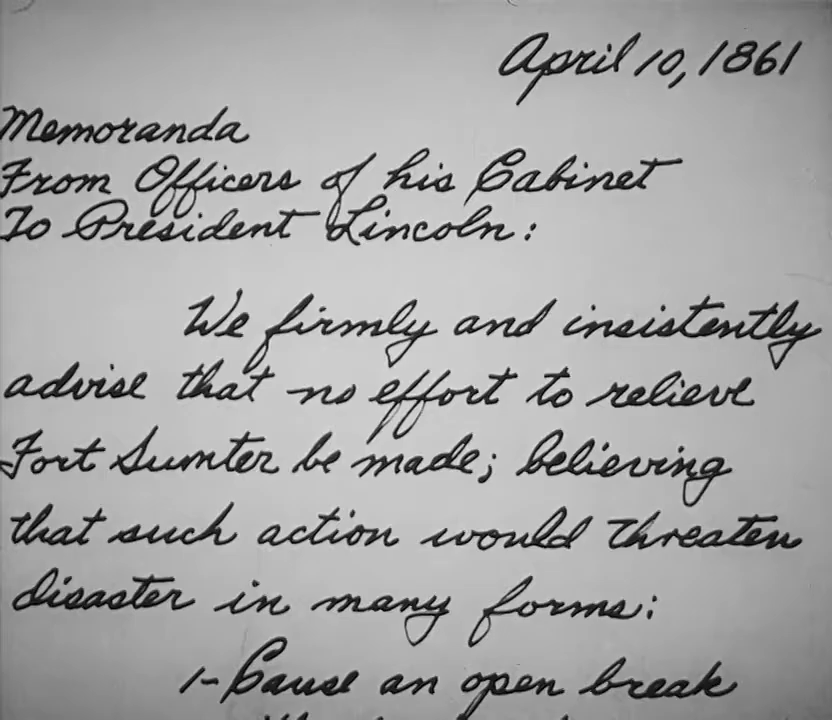 April 10, 1861
Memoranda
From Officers of his Cabinet
To President Lincoln:
We firmly and insistently
advise that no effort to relieve
Fort Sumter be made; believing
that such action would threaten
disaster in many forms:
1- Cause an open break